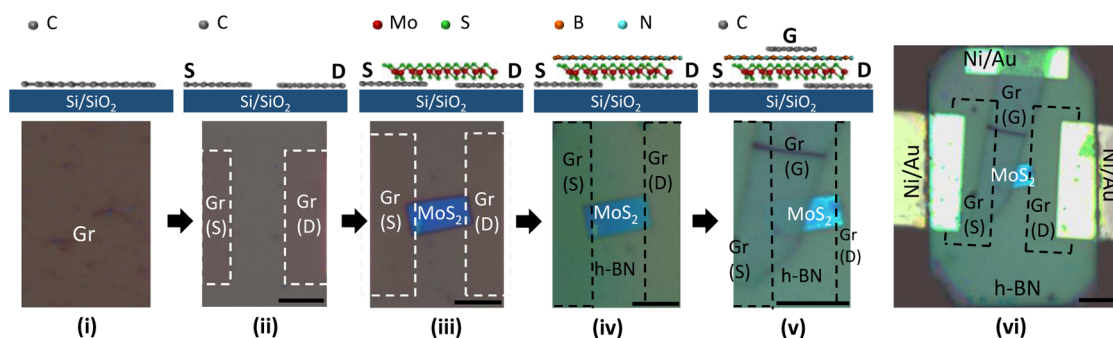 C
C
Mo S
B N
C
G
S D
S D
S D
S D
Si/SiO2
Si/SiO2
Si/SiO2
Si/SiO2
Si/SiO2
Gr
Gr
(S)
Gr
(D)
Gr
(S)
MoS2
Gr
(D)
Gr
(S)
MoS2
Gr
(D)
h-BN
Gr
(G)
MoS2
Gr
(S)
Gr
(D)
h-BN
Ni/Au
Gr
(G)
Ni/Au
MoS2
Ni/Au
Gr
(S)
Gr
(D)
h-BN
(i)
(ii)
(iii)
(iv)
(v)
(vi)